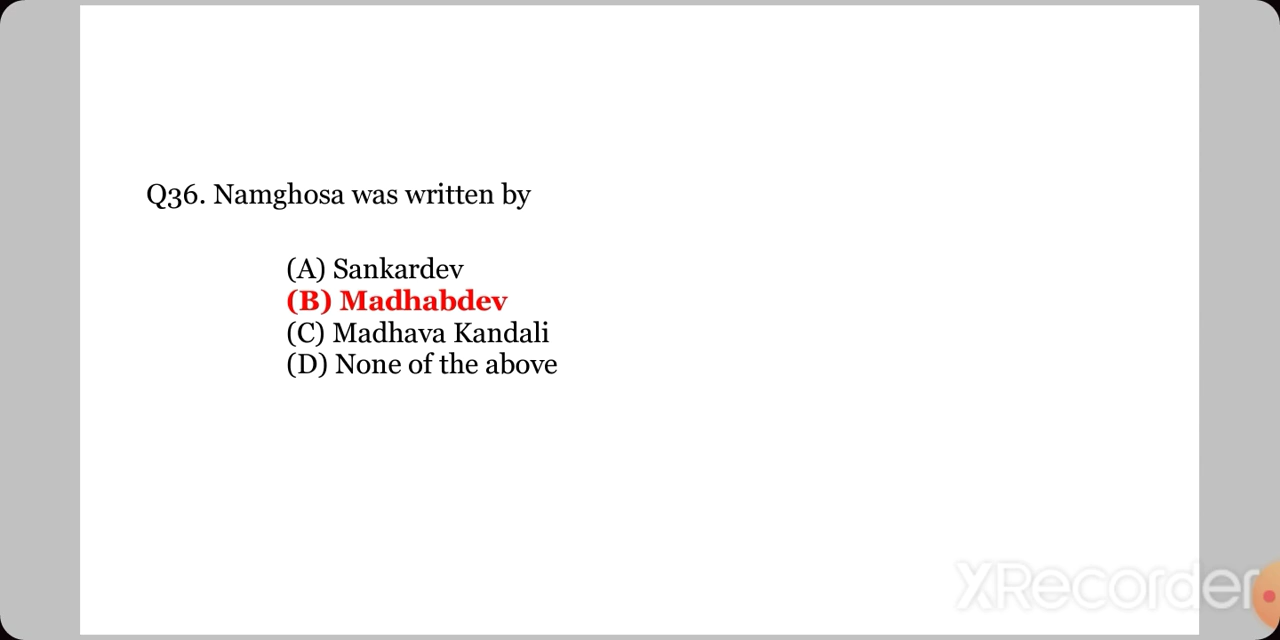 Q36. Namghosa was written by
(A) Sankardev
(B) Madhabdev
(C) Madhava Kandali
(D) None of the above
XRecorder